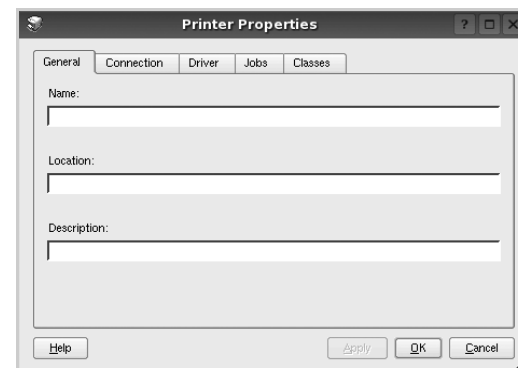 Printer Properties
General Connection Driver Jobs Classes
Name:
Location:
Description:
Help Apply OK Cancel